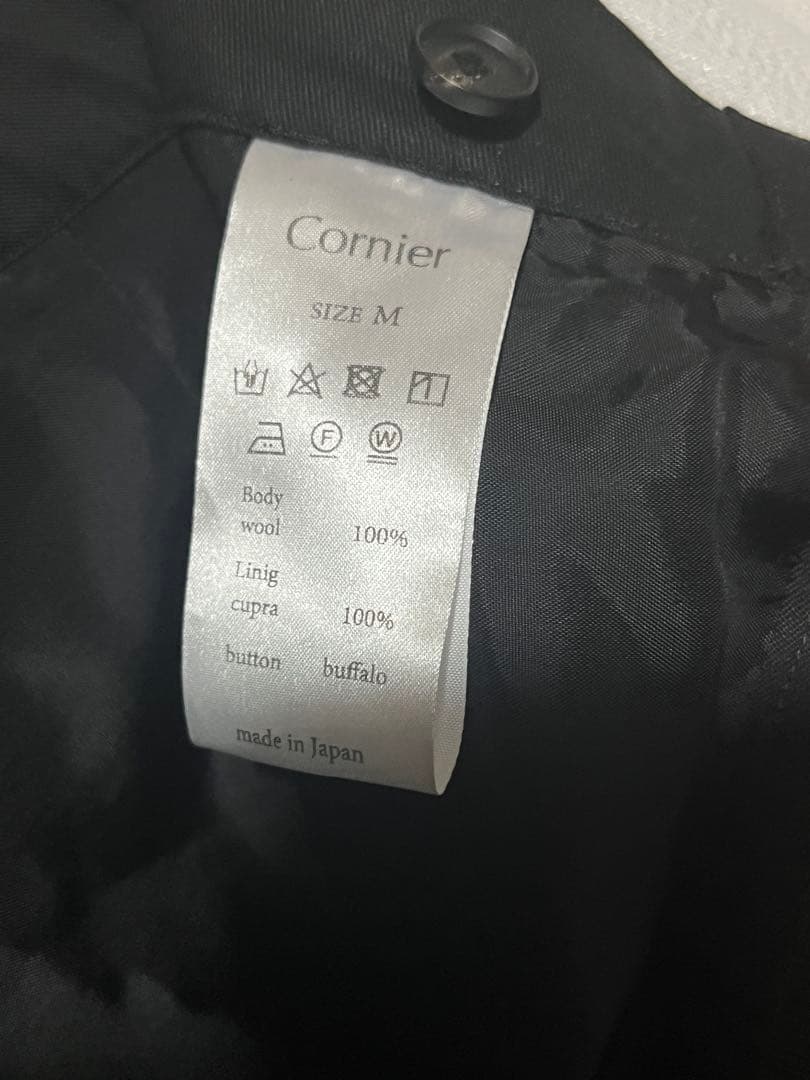 Cornier
SIZE M
F W
Body
wool 100%
Linig
cupra 100%
button buffalo
made in Japan